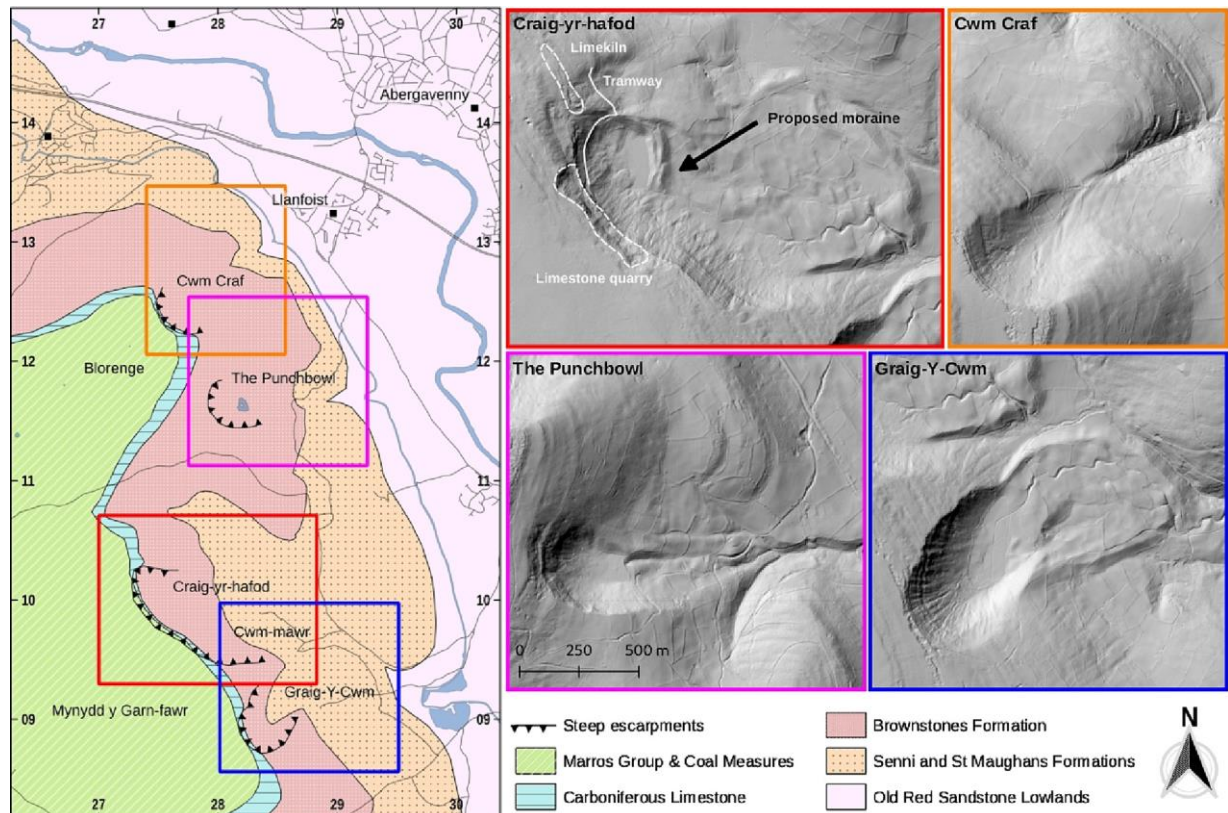 27
28
29
30
Abergavenny
14
14
Llanfoist
13
13
Cwm Craf
12
12
Blorenge
The Punchbowl
11
11
Craig-yr-hafod
10
10
Cwm-mawr
Graig-Y-Cwm
Mynydd y Garn-fawr
09
09
27
28
29
30
Craig-yr-hafod
Limekiln
Tramway
Proposed moraine
Limestone quarry
Cwm Craf
The Punchbowl
0 250 500 m
Graig-Y-Cwm
Steep escarpments
Marros Group & Coal Measures
Carboniferous Limestone
Brownstones Formation
Senni and St Maughans Formations
Old Red Sandstone Lowlands
N